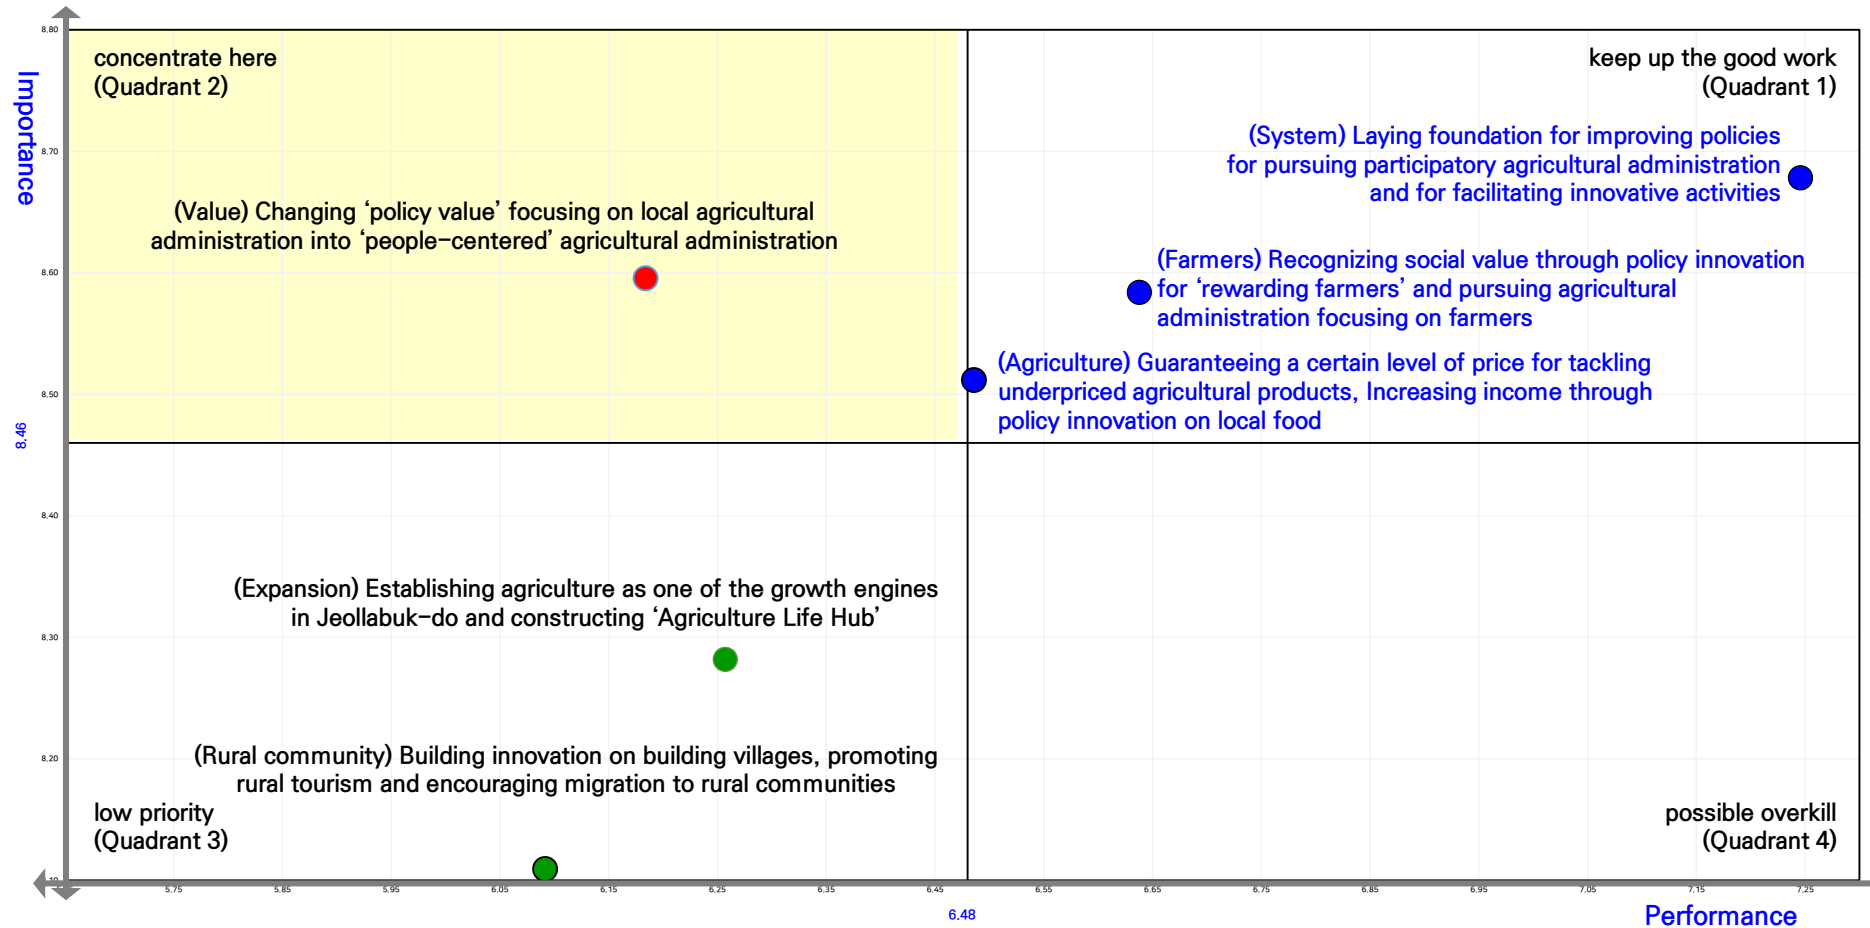 8.80
concentrate here
(Quadrant 2)
keep up the good work
(Quadrant 1)
Importance
8.70
(System) Laying foundation for improving policies
for pursuing participatory agricultural administration
and for facilitating innovative activities
(Value) Changing ‘policy value’ focusing on local agricultural
administration into ‘people-centered’ agricultural administration
8.60
(Farmers) Recognizing social value through policy innovation
for ‘rewarding farmers’ and pursuing agricultural
administration focusing on farmers
(Agriculture) Guaranteeing a certain level of price for tackling
underpriced agricultural products, Increasing income through
policy innovation on local food
8.50
8.46
8.40
(Expansion) Establishing agriculture as one of the growth engines
in Jeollabuk-do and constructing ‘Agriculture Life Hub’
8.30
8.20
(Rural community) Building innovation on building villages, promoting
rural tourism and encouraging migration to rural communities
low priority
(Quadrant 3)
possible overkill
(Quadrant 4)
5.75 5.85 5.95 6.05 6.15 6.25 6.35 6.45 6.55 6.65 6.75 6.85 6.95 7.05 7.15 7.25
6.48
Performance